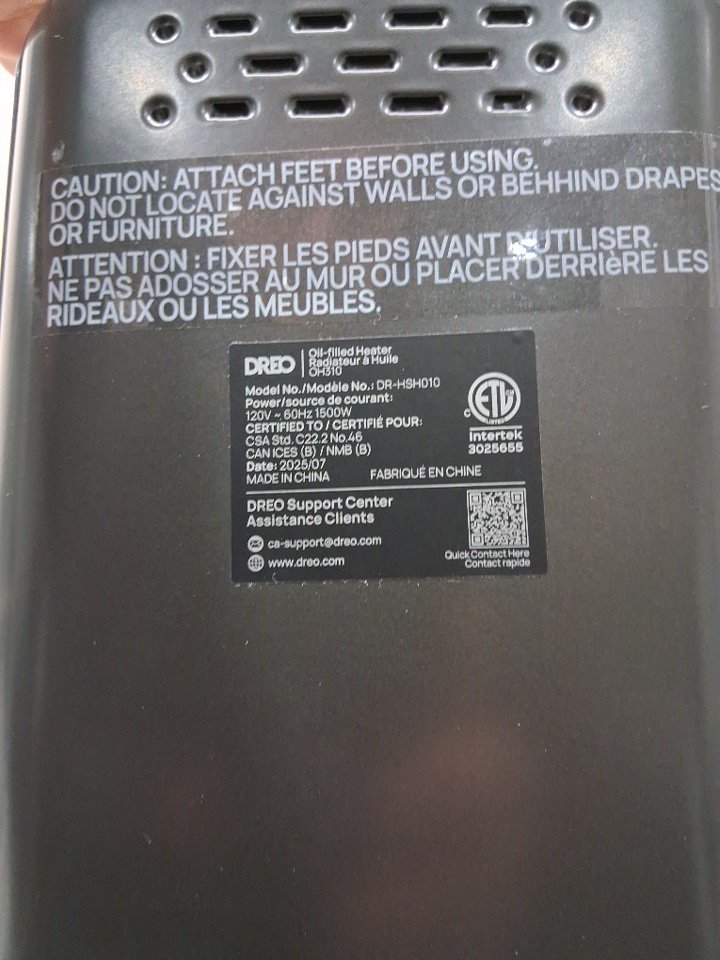 CAUTION: ATTACH FEET BEFORE USING.
DO NOT LOCATE AGAINST WALLS OR BEHHIND DRAPES
OR FURNITURE.
ATTENTION : FIXER LES PIEDS AVANT D'UTILISER.
NE PAS ADOSSER AU MUR OU PLACER DERRIèRE LES
RIDEAUX OU LES MEUBLES.
DREO
Oil-filled Heater
Radiateur à Huile
OH310
Model No./Modèle No.: DR-HSH010
Power/source de courant:
120V ~ 60Hz 1500W
CERTIFIED TO / CERTIFIÉ POUR:
CSA Std. C22.2 No.46
CAN ICES (B) / NMB (B)
Date: 2025/07
MADE IN CHINA FABRIQUÉ EN CHINE
C ETL CM
LISTED
Intertek
3025655
DREO Support Center
Assistance Clients
ca-support@dreo.com
www.dreo.com
Quick Contact Here
Contact rapide